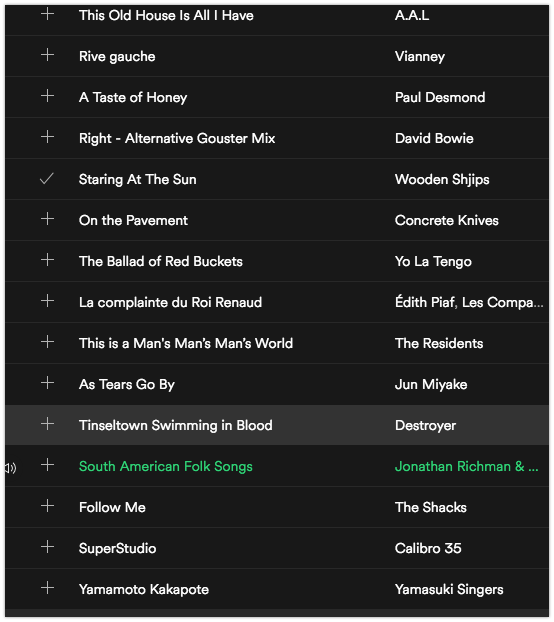 This Old House Is All I Have A.A.L
Rive gauche Vianney
A Taste of Honey Paul Desmond
Right - Alternative Gouster Mix David Bowie
Staring At The Sun Wooden Shjips
On the Pavement Concrete Knives
The Ballad of Red Buckets Yo La Tengo
La complainte du Roi Renaud Édith Piaf, Les Compa...
This is a Man's Man's Man's World The Residents
As Tears Go By Jun Miyake
Tinseltown Swimming in Blood Destroyer
South American Folk Songs Jonathan Richman & ...
Follow Me The Shacks
SuperStudio Calibro 35
Yamamoto Kakapote Yamasuki Singers